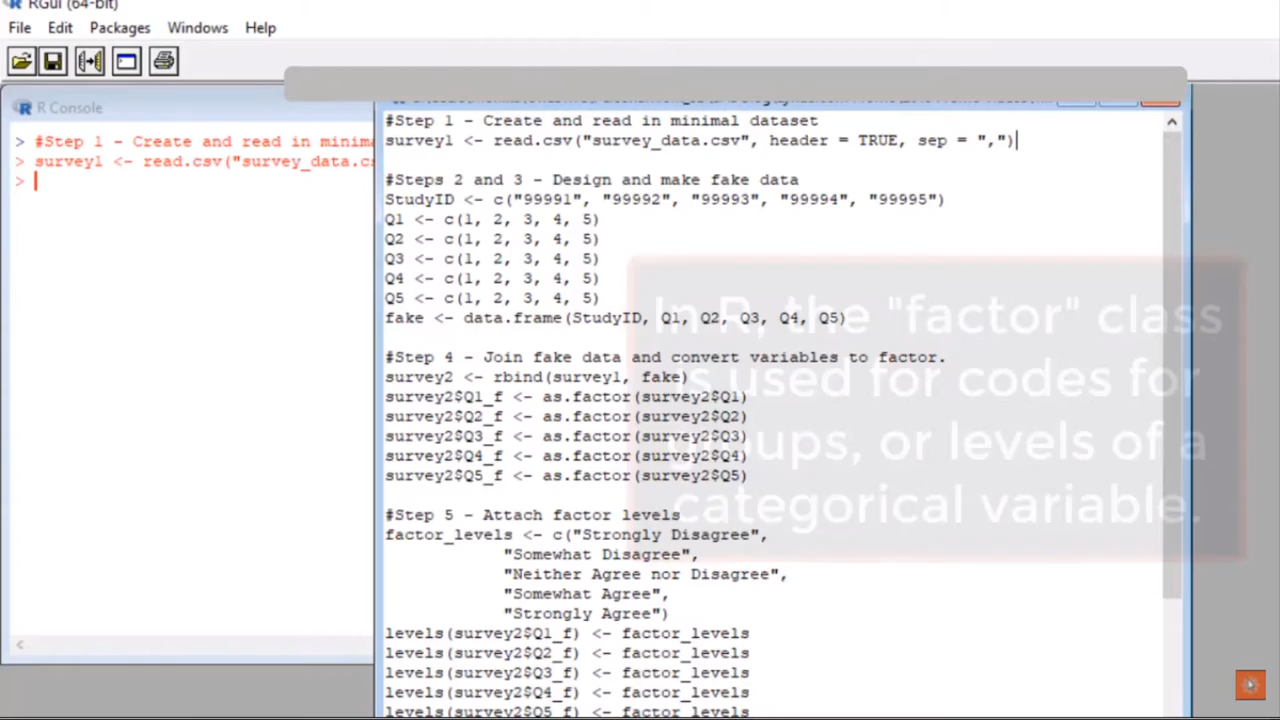 RGui (64-bit)
File Edit Packages Windows Help
R Console
> #Step 1 - Create and read in minima
> survey1 <- read.csv("survey_data.cs
>
#Step 1 - Create and read in minimal dataset
survey1 <- read.csv("survey_data.csv", header = TRUE, sep = ",")
#Steps 2 and 3 - Design and make fake data
StudyID <- c("99991", "99992", "99993", "99994", "99995")
Q1 <- c(1, 2, 3, 4, 5)
Q2 <- c(1, 2, 3, 4, 5)
Q3 <- c(1, 2, 3, 4, 5)
Q4 <- c(1, 2, 3, 4, 5)
Q5 <- c(1, 2, 3, 4, 5)
fake <- data.frame(StudyID, Q1, Q2, Q3, Q4, Q5)
#Step 4 - Join fake data and convert variables to factor.
survey2 <- rbind(survey1, fake)
survey2$Q1_f <- as.factor(survey2$Q1)
survey2$Q2_f <- as.factor(survey2$Q2)
survey2$Q3_f <- as.factor(survey2$Q3)
survey2$Q4_f <- as.factor(survey2$Q4)
survey2$Q5_f <- as.factor(survey2$Q5)
#Step 5 - Attach factor levels
factor_levels <- c("Strongly Disagree",
"Somewhat Disagree",
"Neither Agree nor Disagree",
"Somewhat Agree",
"Strongly Agree")
levels(survey2$Q1_f) <- factor_levels
levels(survey2$Q2_f) <- factor_levels
levels(survey2$Q3_f) <- factor_levels
levels(survey2$Q4_f) <- factor_levels
levels(survey2$Q5_f) <- factor_levels
In R, the "factor" class
is used for codes for
groups, or levels of a
categorical variable.